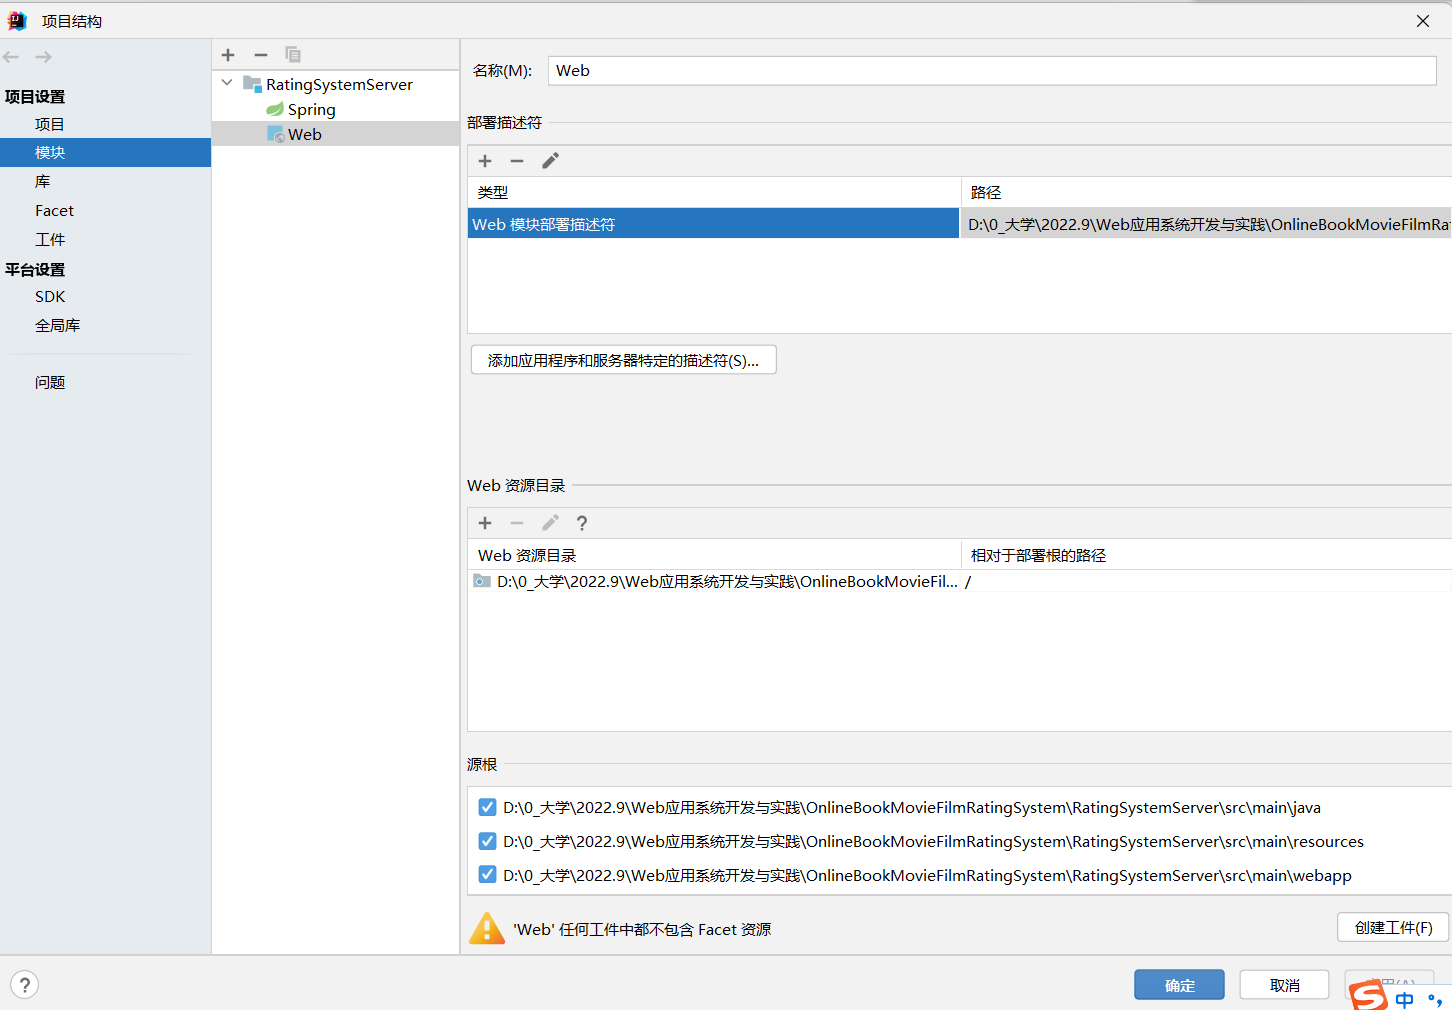 项目结构
项目设置
项目
模块
库
Facet
工件
平台设置
SDK
全局库
问题
RatingSystemServer
Spring
Web
名称(M):
Web
部署描述符
类型
路径
Web 模块部署描述符
D:\0_大学\2022.9\Web应用系统开发与实践\OnlineBookMovieFilmRa
添加应用程序和服务器特定的描述符(S)...
Web 资源目录
?
Web 资源目录
相对于部署根的路径
D:\0_大学\2022.9\Web应用系统开发与实践\OnlineBookMovieFil...
/
源根
D:\0_大学\2022.9\Web应用系统开发与实践\OnlineBookMovieFilmRatingSystem\RatingSystemServer\src\main\java
D:\0_大学\2022.9\Web应用系统开发与实践\OnlineBookMovieFilmRatingSystem\RatingSystemServer\src\main\resources
D:\0_大学\2022.9\Web应用系统开发与实践\OnlineBookMovieFilmRatingSystem\RatingSystemServer\src\main\webapp
'Web' 任何工件中都不包含 Facet 资源
创建工件(F)
?
确定
取消
中